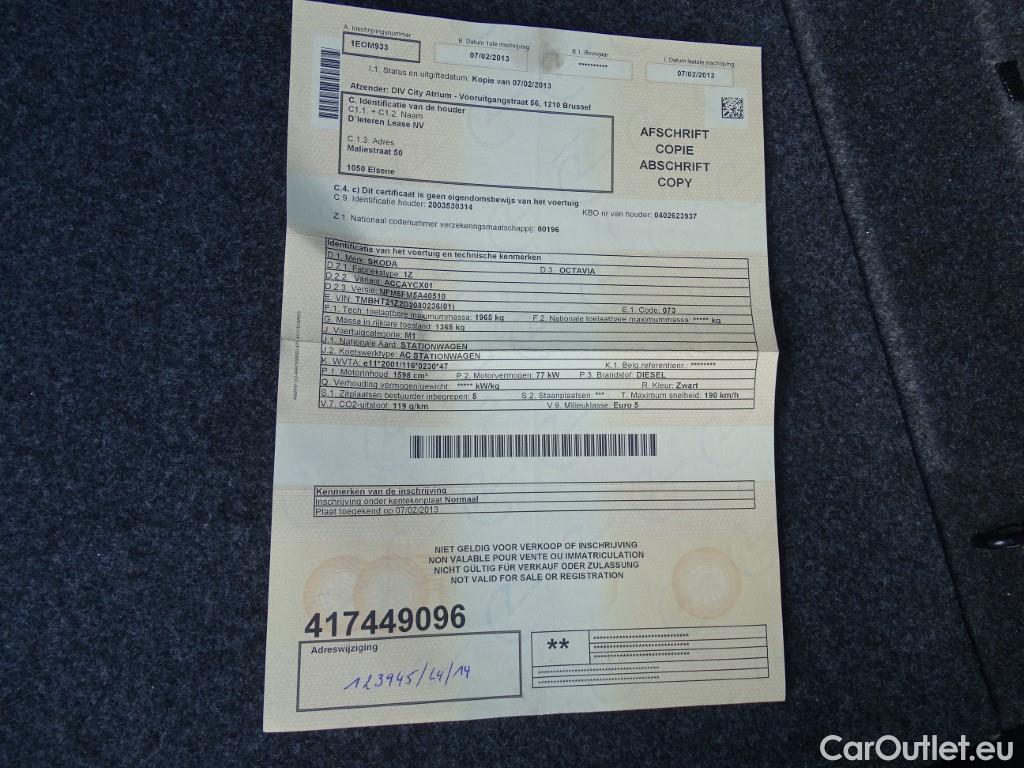 A. Inschrijvingsnummer
1EOM933
B. Datum 1ste inschrijving
07/02/2013
S.1. Bouwjaar
**********
I. Datum laatste inschrijving
07/02/2013
I.1. Status en uitgiftedatum: Kopie van 07/02/2013
Afzender: DIV City Atrium - Vooruitgangstraat 56, 1210 Brussel
C. Identificatie van de houder
C1.1. + C1.2. Naam
D'Ieteren Lease NV
C.1.3. Adres
Maliestraat 50
1050 Elsene
AFSCHRIFT
COPIE
ABSCHRIFT
COPY
C.4. c) Dit certificaat is geen eigendomsbewijs van het voertuig
C.9. Identificatie houder: 2003530314
KBO nr van houder: 0402623937
Z.1. Nationaal codenummer verzekeringsmaatschappij: 00196
Identificatie van het voertuig en technische kenmerken
D.1. Merk: SKODA
D.3. OCTAVIA
D.2.1. Fabriekstype: 1Z
D.2.2. Variant: ACCAYCX01
D.2.3. Versie: NFM5FM5A40510
E. VIN: TMBHT21Z2D2080236(01)
E.1. Code: 073
F.1. Tech. toelaatbare maximummassa: 1965 kg
F.2. Nationale toelaatbare maximummassa: ***** kg
G. Massa in rijklare toestand: 1365 kg
J. Voertuigcategorie: M1
J.1. Nationale Aard: STATIONWAGEN
J.2. Koetswerktype: AC STATIONWAGEN
K. WVTA: e11*2001/116*0230*47
K.1. Belg.referentienr.: ********
P.1. Motorinhoud: 1598 cm³
P.2. Motorvermogen: 77 kW
P.3. Brandstof: DIESEL
Q. Verhouding vermogen/gewicht: ***** kW/kg
R. Kleur: Zwart
S.1. Zitplaatsen bestuurder inbegrepen: 5
S.2. Staanplaatsen: ***
T. Maximum snelheid: 190 km/h
V.7. CO2-uitstoot: 119 g/km
V.9. Milieuklasse: Euro 5
Kenmerken van de inschrijving
Inschrijving onder kentekenplaat Normaal
Plaat toegekend op 07/02/2013
NIET GELDIG VOOR VERKOOP OF INSCHRIJVING
NON VALABLE POUR VENTE OU IMMATRICULATION
NICHT GÜLTIG FÜR VERKAUF ODER ZULASSUNG
NOT VALID FOR SALE OR REGISTRATION
417449096
Adreswijziging
123945/L4/14
**
CarOutlet.eu